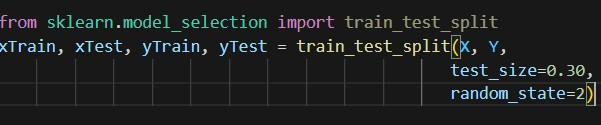 from sklearn.model_selection import train_test_split
xTrain, xTest, yTrain, yTest = train_test_split(X, Y,
test_size=0.30,
random_state=2)